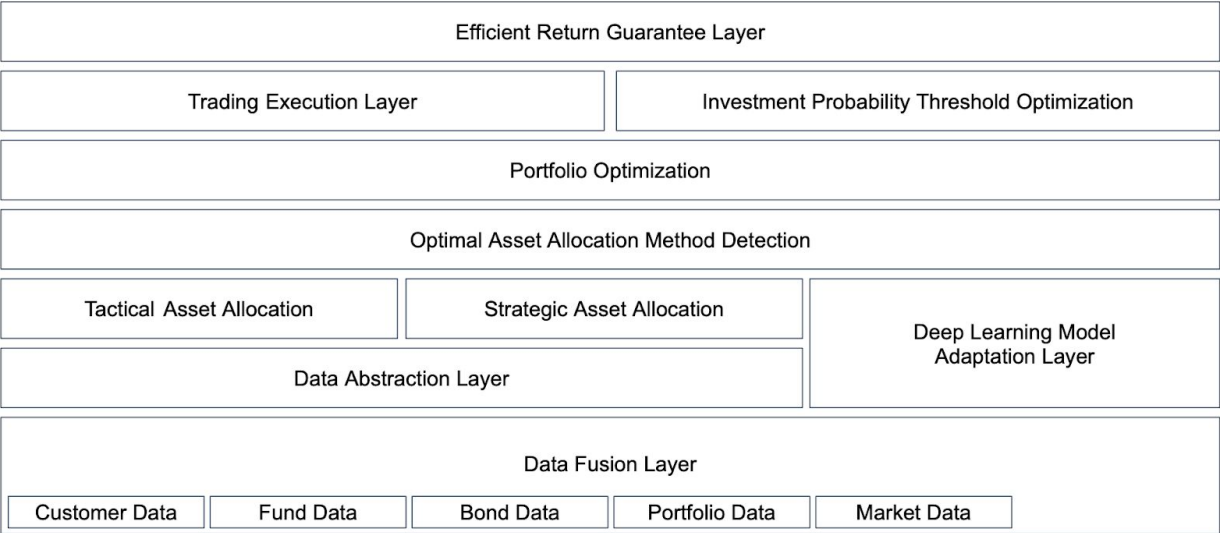 Efficient Return Guarantee Layer
Trading Execution Layer
Investment Probability Threshold Optimization
Portfolio Optimization
Optimal Asset Allocation Method Detection
Tactical Asset Allocation
Strategic Asset Allocation
Deep Learning Model
Adaptation Layer
Data Abstraction Layer
Data Fusion Layer
Customer Data
Fund Data
Bond Data
Portfolio Data
Market Data